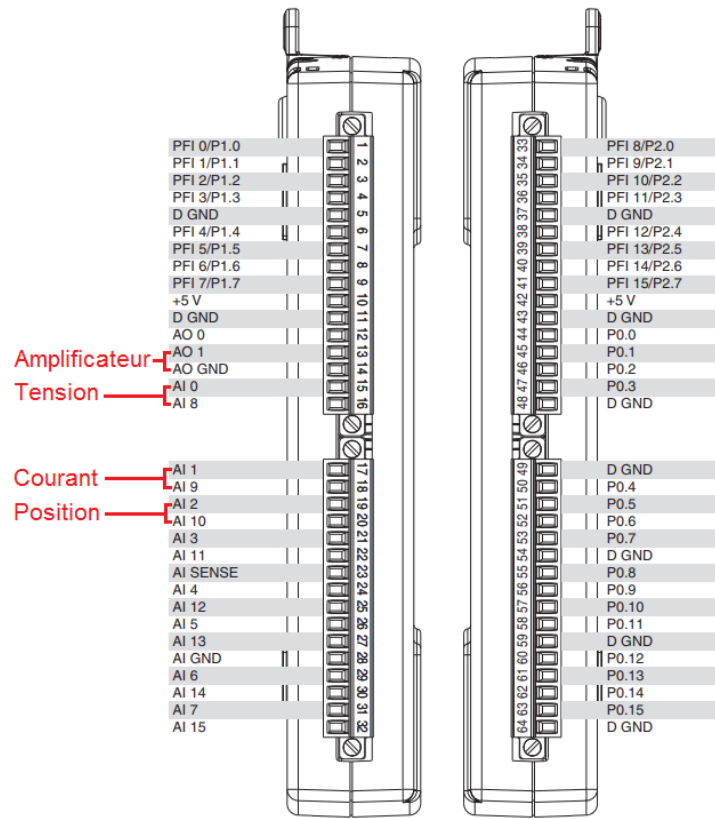 PFI 0/P1.0 1
PFI 1/P1.1 2
PFI 2/P1.2 3
PFI 3/P1.3 4
D GND 5
PFI 4/P1.4 6
PFI 5/P1.5 7
PFI 6/P1.6 8
PFI 7/P1.7 9
+5 V 10
D GND 11
AO 0 12
AO 1 13
Amplificateur
AO GND 14
AI 0 15
Tension
AI 8 16
AI 1 17
Courant
AI 9 18
AI 2 19
Position
AI 10 20
AI 3 21
AI 11 22
AI SENSE 23
AI 4 24
AI 12 25
AI 5 26
AI 13 27
AI GND 28
AI 6 29
AI 14 30
AI 7 31
AI 15 32
33 PFI 8/P2.0
34 PFI 9/P2.1
35 PFI 10/P2.2
36 PFI 11/P2.3
37 D GND
38 PFI 12/P2.4
39 PFI 13/P2.5
40 PFI 14/P2.6
41 PFI 15/P2.7
42 +5 V
43 D GND
44 P0.0
45 P0.1
46 P0.2
47 P0.3
48 D GND
49 D GND
50 P0.4
51 P0.5
52 P0.6
53 P0.7
54 D GND
55 P0.8
56 P0.9
57 P0.10
58 P0.11
59 D GND
60 P0.12
61 P0.13
62 P0.14
63 P0.15
64 D GND